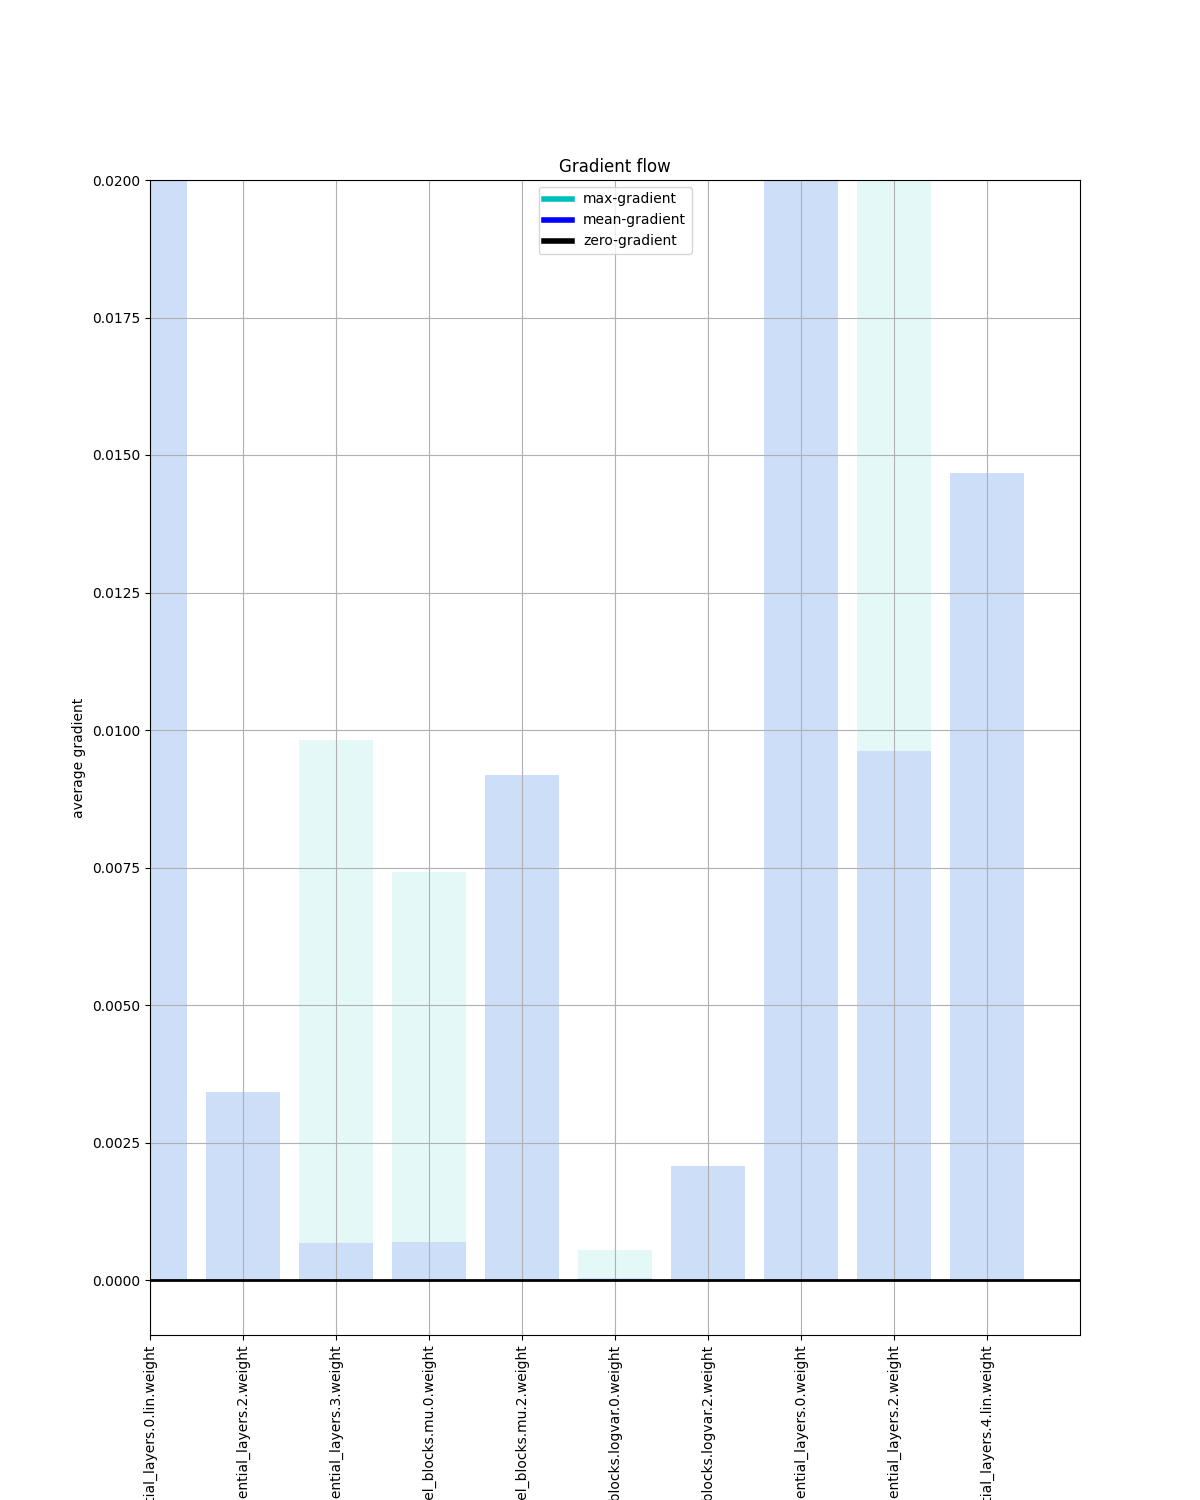 Gradient flow
max-gradient
mean-gradient
zero-gradient
average gradient
0.0200
0.0175
0.0150
0.0125
0.0100
0.0075
0.0050
0.0025
0.0000
tial_layers.0.lin.weight
ential_layers.2.weight
ential_layers.3.weight
el_blocks.mu.0.weight
el_blocks.mu.2.weight
blocks.logvar.0.weight
blocks.logvar.2.weight
ential_layers.0.weight
ential_layers.2.weight
tial_layers.4.lin.weight